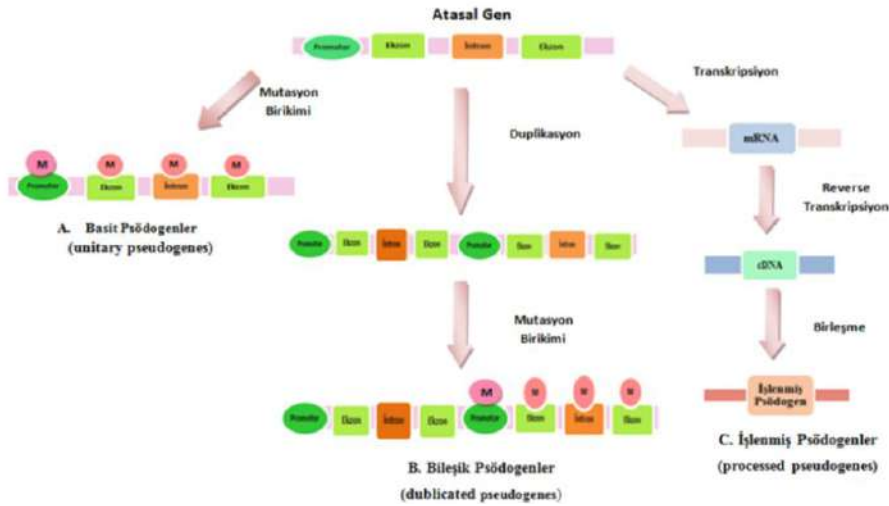 Atasal Gen
Promotor Ekzon İntron Ekzon
Mutasyon
Birikimi
Duplikasyon
Transkripsiyon
M M M M
Promotor Ekzon İntron Ekzon
A. Basit Psödogenler
(unitary pseudogenes)
mRNA
Reverse
Transkripsiyon
Promotor Ekzon İntron Ekzon Promotor Ekzon İntron Ekzon
cDNA
Mutasyon
Birikimi
Birleşme
M M M M
Promotor Ekzon İntron Ekzon Promotor Ekzon İntron Ekzon
B. Bileşik Psödogenler
(dublicated pseudogenes)
İşlenmiş
Psödogen
C. İşlenmiş Psödogenler
(processed pseudogenes)